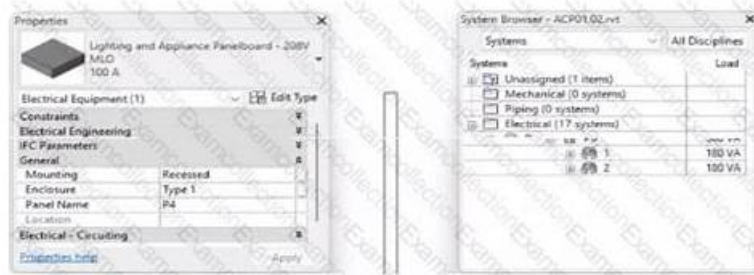 Properties
Lighting and Appliance Panelboard - 208V
MLO
100 A
Electrical Equipment (1)
Edit Type
Constraints
Electrical Engineering
IFC Parameters
General
Mounting Recessed
Enclosure Type 1
Panel Name P4
Location
Electrical - Circuiting
Properties help Apply
System Browser - ACP01.02.rvt
Systems All Disciplines
Systems Load
Unassigned (1 items)
Mechanical (0 systems)
Piping (0 systems)
Electrical (17 systems)
1 180 VA
2 180 VA